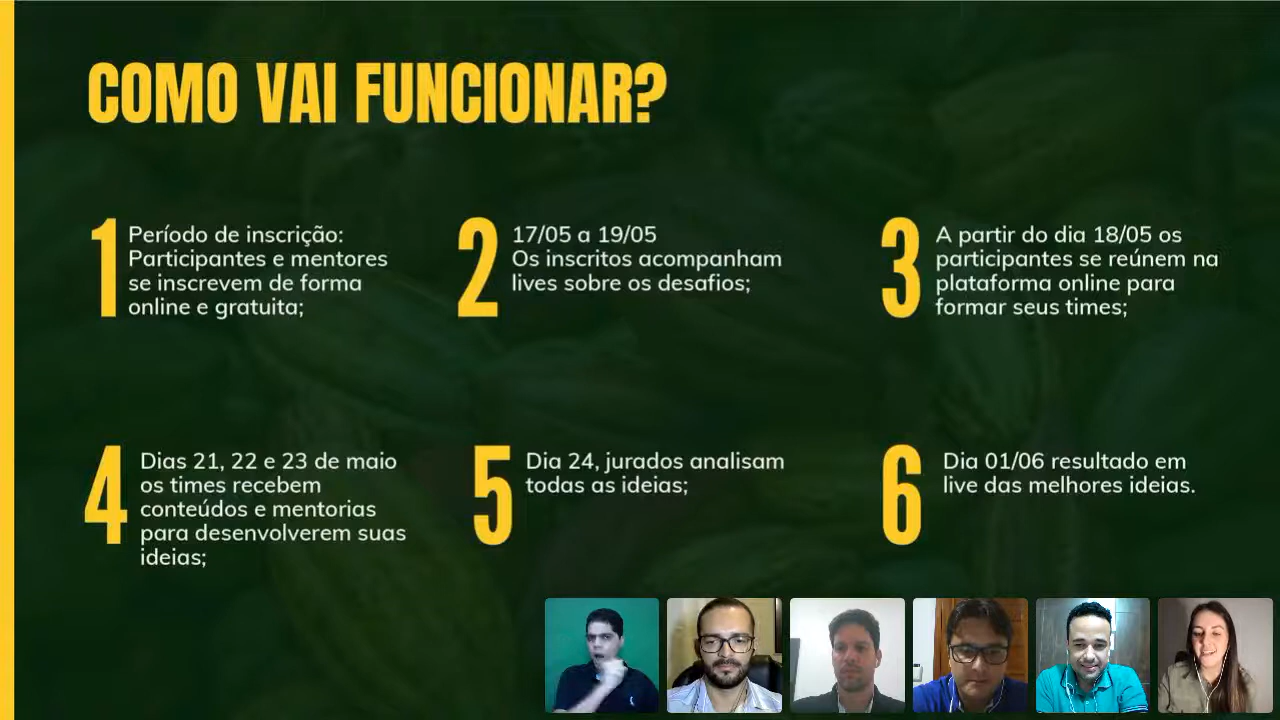 COMO VAI FUNCIONAR?
1
Período de inscrição:
Participantes e mentores
se inscrevem de forma
online e gratuita;
2
17/05 a 19/05
Os inscritos acompanham
lives sobre os desafios;
3
A partir do dia 18/05 os
participantes se reúnem na
plataforma online para
formar seus times;
4
Dias 21, 22 e 23 de maio
os times recebem
conteúdos e mentorias
para desenvolverem suas
ideias;
5
Dia 24, jurados analisam
todas as ideias;
6
Dia 01/06 resultado em
live das melhores ideias.